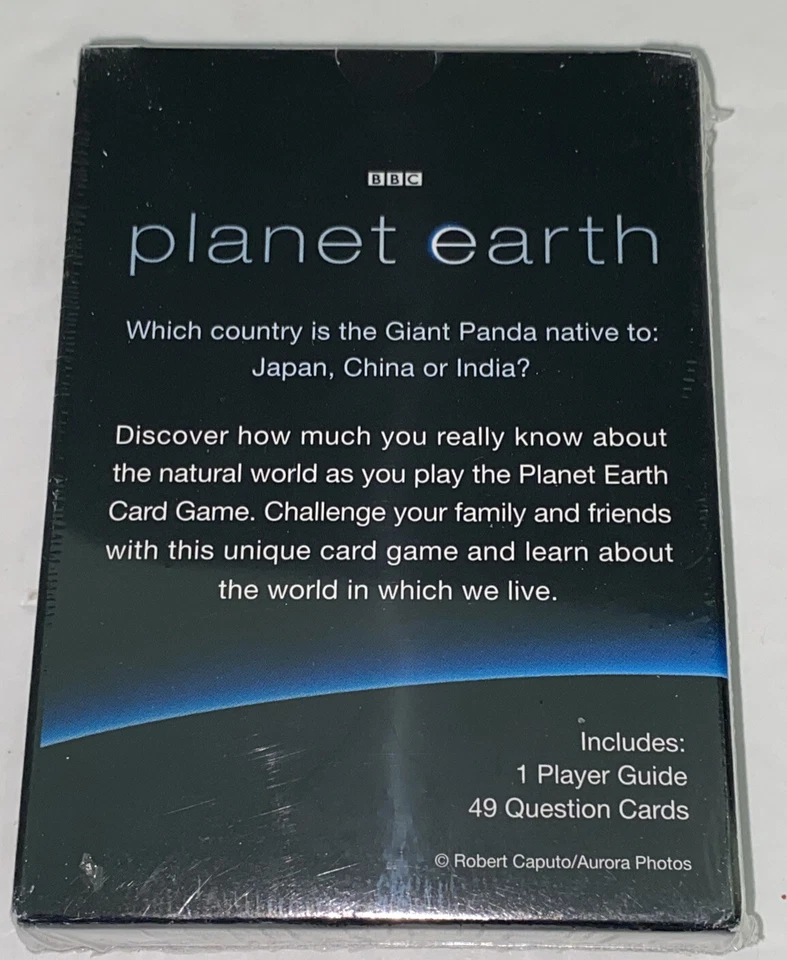 BBC
planet earth
Which country is the Giant Panda native to:
Japan, China or India?
Discover how much you really know about
the natural world as you play the Planet Earth
Card Game. Challenge your family and friends
with this unique card game and learn about
the world in which we live.
Includes:
1 Player Guide
49 Question Cards
© Robert Caputo/Aurora Photos